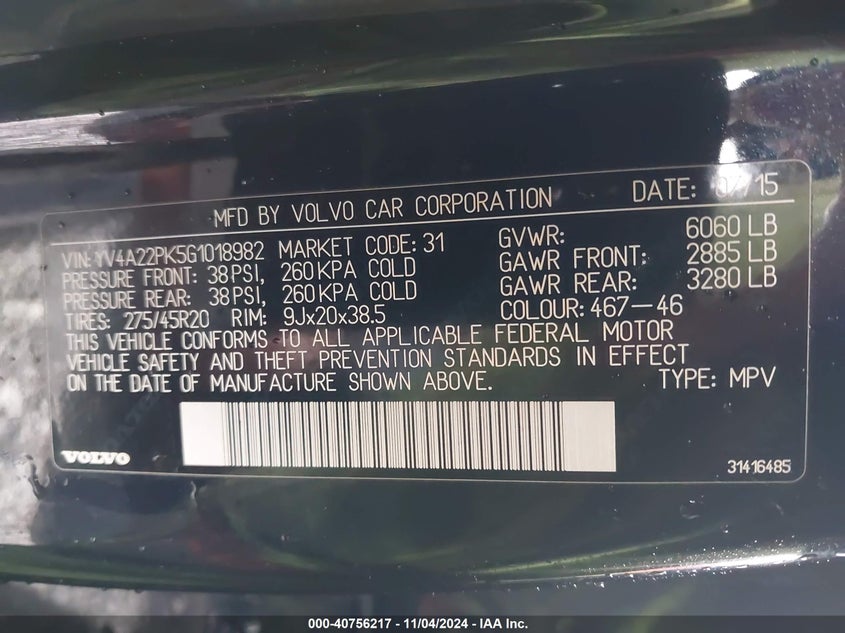 MFD BY VOLVO CAR CORPORATION DATE: 07/15
VIN: YV4A22PK5G1018982 MARKET CODE: 31 GVWR: 6060 LB
PRESSURE FRONT: 38 PSI, 260 KPA COLD GAWR FRONT: 2885 LB
PRESSURE REAR: 38 PSI, 260 KPA COLD GAWR REAR: 3280 LB
TIRES: 275/45R20 RIM: 9Jx20x38.5 COLOUR: 467-46
THIS VEHICLE CONFORMS TO ALL APPLICABLE FEDERAL MOTOR
VEHICLE SAFETY AND THEFT PREVENTION STANDARDS IN EFFECT
ON THE DATE OF MANUFACTURE SHOWN ABOVE. TYPE: MPV
VOLVO 31416485
000-40756217 - 11/04/2024 - IAA Inc.